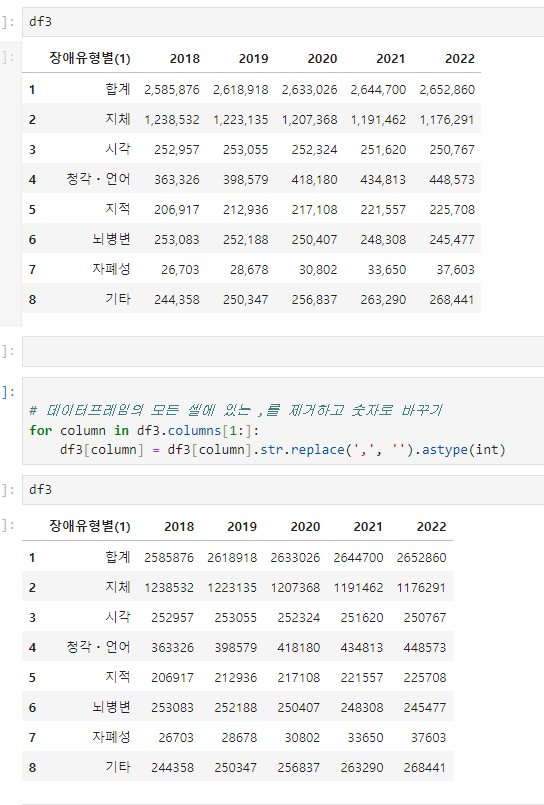 ]: df3
]:
장애유형별(1) 2018 2019 2020 2021 2022
1 합계 2,585,876 2,618,918 2,633,026 2,644,700 2,652,860
2 지체 1,238,532 1,223,135 1,207,368 1,191,462 1,176,291
3 시각 252,957 253,055 252,324 251,620 250,767
4 청각·언어 363,326 398,579 418,180 434,813 448,573
5 지적 206,917 212,936 217,108 221,557 225,708
6 뇌병변 253,083 252,188 250,407 248,308 245,477
7 자폐성 26,703 28,678 30,802 33,650 37,603
8 기타 244,358 250,347 256,837 263,290 268,441
]:
]:
# 데이터프레임의 모든 셀에 있는 ,를 제거하고 숫자로 바꾸기
for column in df3.columns[1:]:
    df3[column] = df3[column].str.replace(',', '').astype(int)
]: df3
]:
장애유형별(1) 2018 2019 2020 2021 2022
1 합계 2585876 2618918 2633026 2644700 2652860
2 지체 1238532 1223135 1207368 1191462 1176291
3 시각 252957 253055 252324 251620 250767
4 청각·언어 363326 398579 418180 434813 448573
5 지적 206917 212936 217108 221557 225708
6 뇌병변 253083 252188 250407 248308 245477
7 자폐성 26703 28678 30802 33650 37603
8 기타 244358 250347 256837 263290 268441